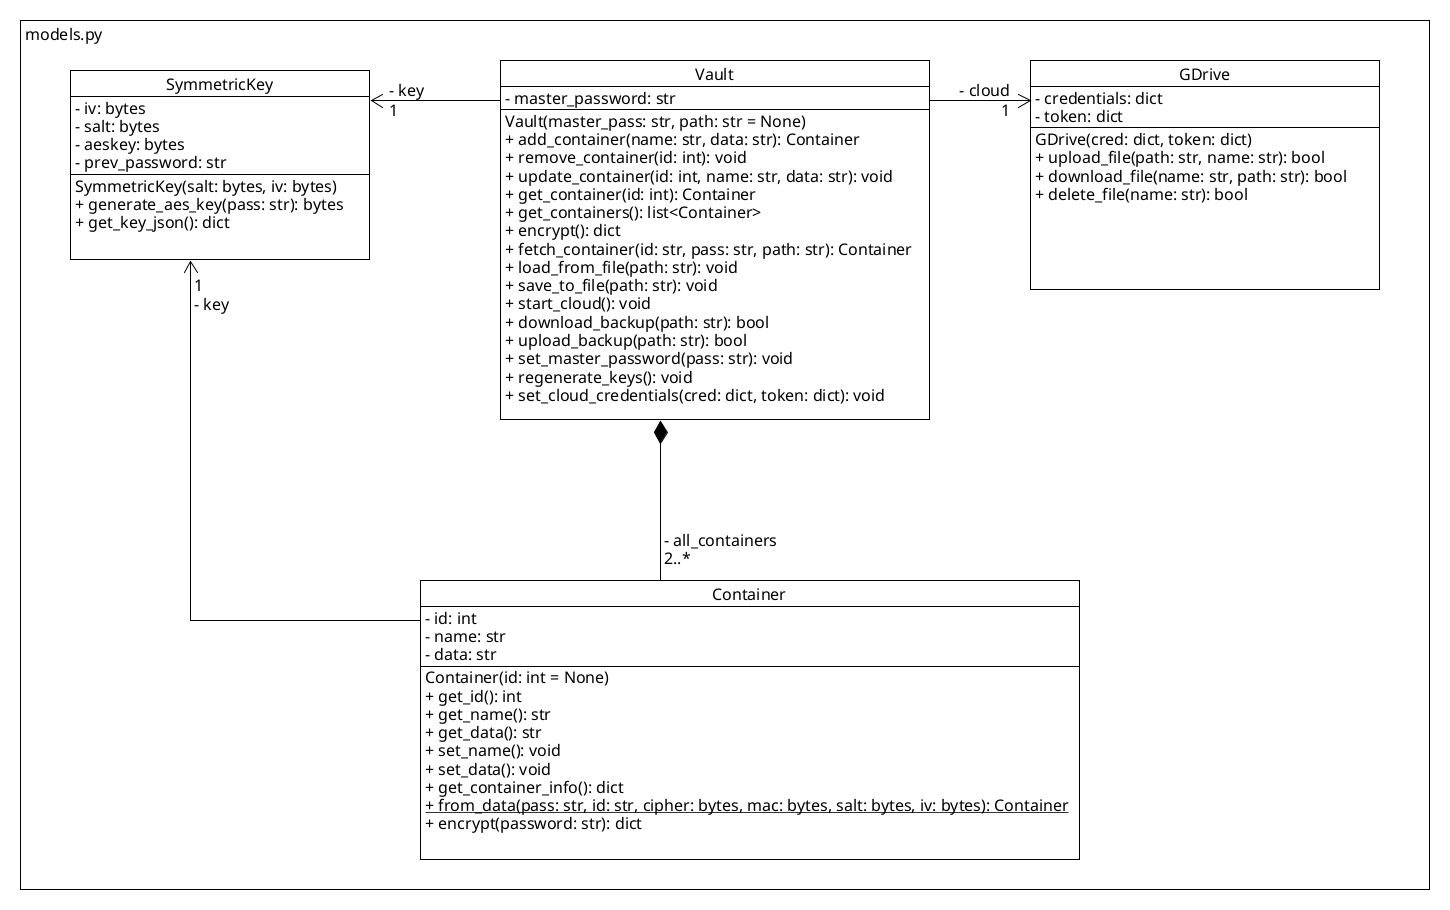 models.py
SymmetricKey
- iv: bytes
- salt: bytes
- aeskey: bytes
- prev_password: str
SymmetricKey(salt: bytes, iv: bytes)
+ generate_aes_key(pass: str): bytes
+ get_key_json(): dict
- key
1
Vault
- master_password: str
Vault(master_pass: str, path: str = None)
+ add_container(name: str, data: str): Container
+ remove_container(id: int): void
+ update_container(id: int, name: str, data: str): void
+ get_container(id: int): Container
+ get_containers(): list<Container>
+ encrypt(): dict
+ fetch_container(id: str, pass: str, path: str): Container
+ load_from_file(path: str): void
+ save_to_file(path: str): void
+ start_cloud(): void
+ download_backup(path: str): bool
+ upload_backup(path: str): bool
+ set_master_password(pass: str): void
+ regenerate_keys(): void
+ set_cloud_credentials(cred: dict, token: dict): void
- cloud
1
GDrive
- credentials: dict
- token: dict
GDrive(cred: dict, token: dict)
+ upload_file(path: str, name: str): bool
+ download_file(name: str, path: str): bool
+ delete_file(name: str): bool
1
- key
- all_containers
2..*
Container
- id: int
- name: str
- data: str
Container(id: int = None)
+ get_id(): int
+ get_name(): str
+ get_data(): str
+ set_name(): void
+ set_data(): void
+ get_container_info(): dict
+ from_data(pass: str, id: str, cipher: bytes, mac: bytes, salt: bytes, iv: bytes): Container
+ encrypt(password: str): dict